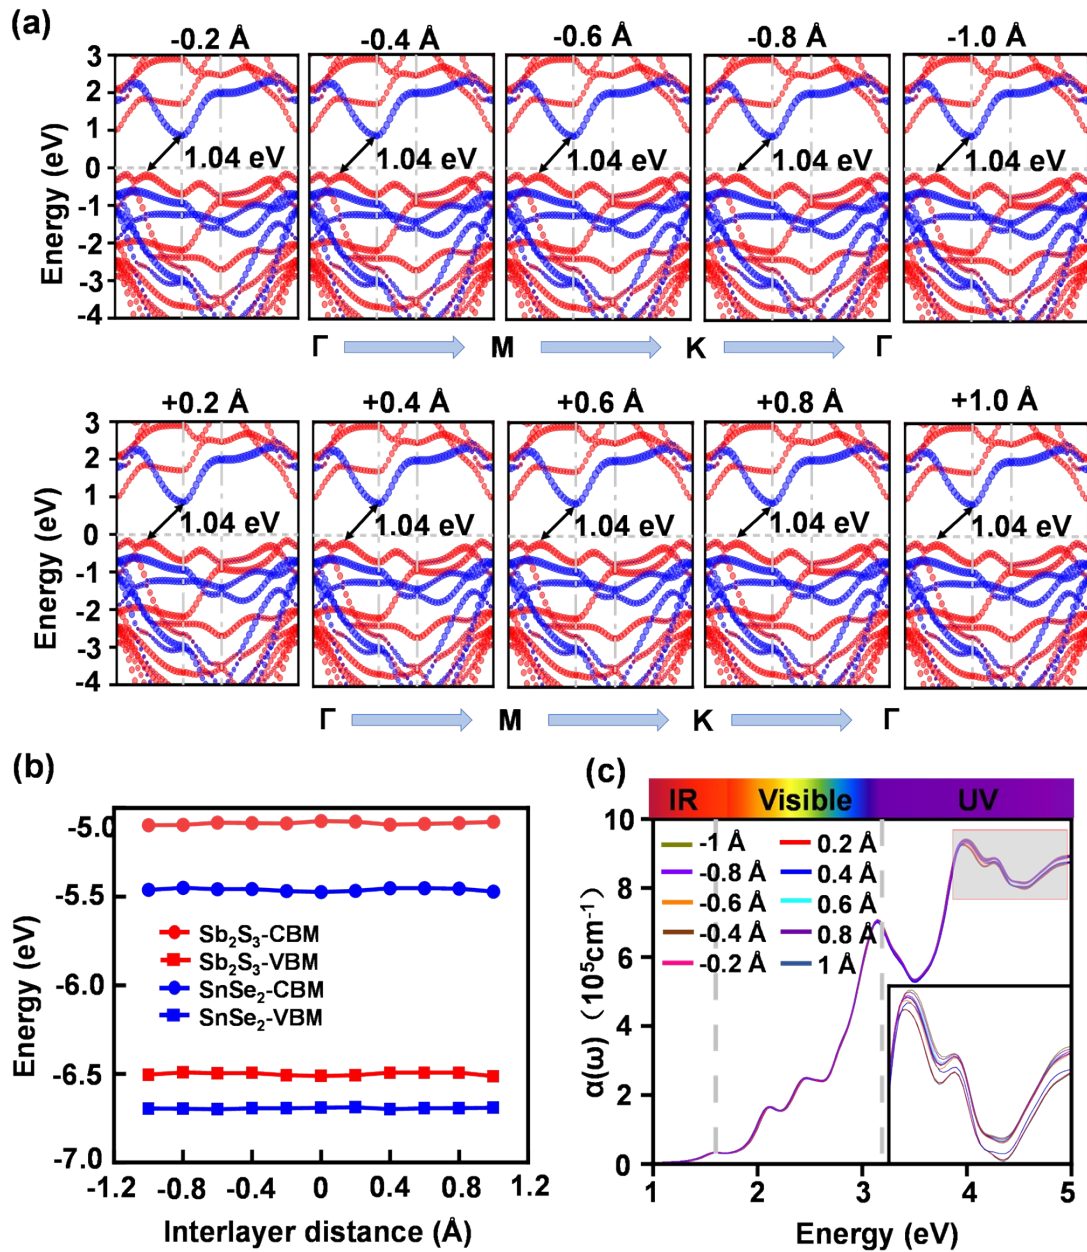 (a)
-0.2 Å
-0.4 Å
-0.6 Å
-0.8 Å
-1.0 Å
Energy (eV)
3
2
1
0
-1
-2
-3
-4
1.04 eV
1.04 eV
1.04 eV
1.04 eV
1.04 eV
Γ
M
K
Γ
+0.2 Å
+0.4 Å
+0.6 Å
+0.8 Å
+1.0 Å
Energy (eV)
3
2
1
0
-1
-2
-3
-4
1.04 eV
1.04 eV
1.04 eV
1.04 eV
1.04 eV
Γ
M
K
Γ
(b)
Energy (eV)
-5.0
-5.5
-6.0
-6.5
-7.0
Sb₂S₃-CBM
Sb₂S₃-VBM
SnSe₂-CBM
SnSe₂-VBM
-1.2 -0.8 -0.4 0 0.4 0.8 1.2
Interlayer distance (Å)
(c)
IR Visible UV
α(ω) (10⁵cm⁻¹)
10
8
6
4
2
0
-1 Å
-0.8 Å
-0.6 Å
-0.4 Å
-0.2 Å
0.2 Å
0.4 Å
0.6 Å
0.8 Å
1 Å
1 2 3 4 5
Energy (eV)